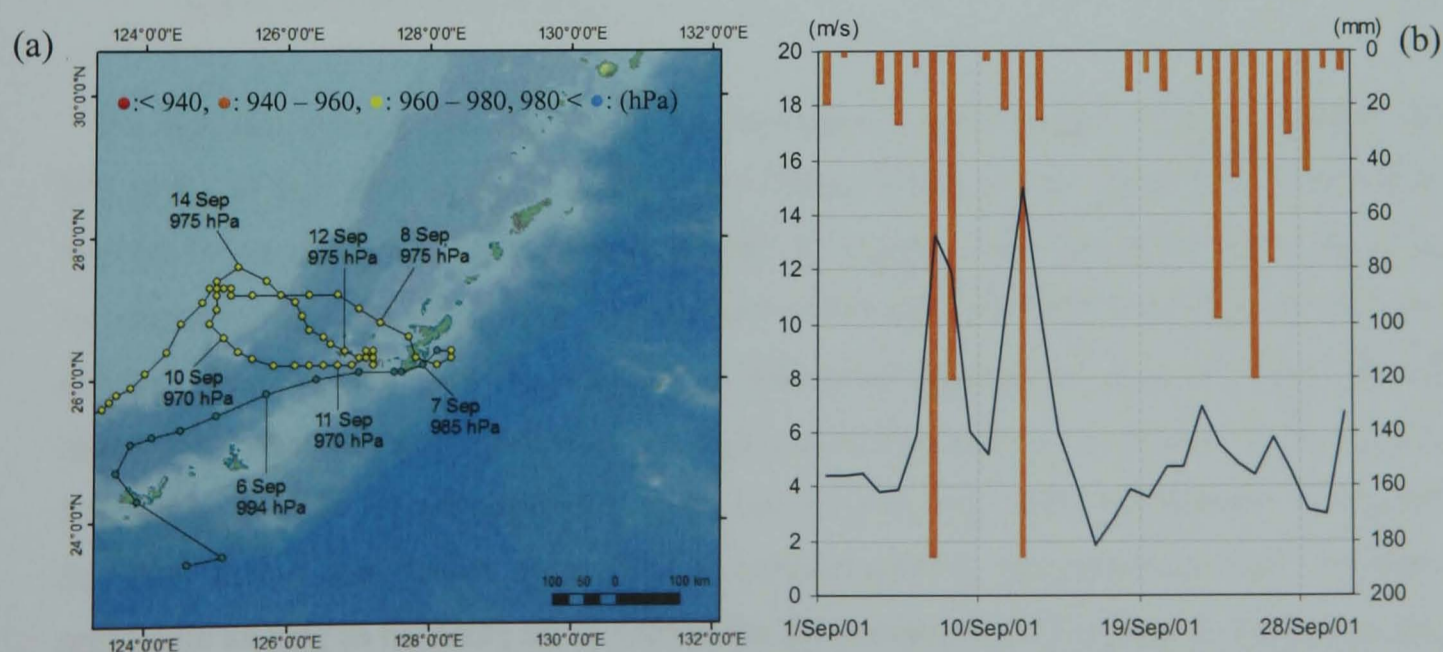 (a)
124°0'0"E 126°0'0"E 128°0'0"E 130°0'0"E 132°0'0"E
30°0'0"N
28°0'0"N
26°0'0"N
24°0'0"N
:< 940, : 940 – 960, : 960 – 980, 980 < : (hPa)
14 Sep
975 hPa
12 Sep
975 hPa
8 Sep
975 hPa
10 Sep
970 hPa
11 Sep
970 hPa
7 Sep
985 hPa
6 Sep
994 hPa
100 50 0 100 km
124°0'0"E 126°0'0"E 128°0'0"E 130°0'0"E 132°0'0"E
(b)
(m/s) (mm)
20 0
18 20
16 40
14 60
12 80
10 100
8 120
6 140
4 160
2 180
0 200
1/Sep/01 10/Sep/01 19/Sep/01 28/Sep/01